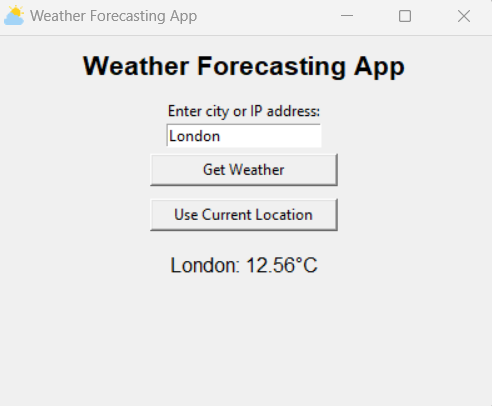 Weather Forecasting App
Weather Forecasting App
Enter city or IP address:
London
Get Weather
Use Current Location
London: 12.56°C